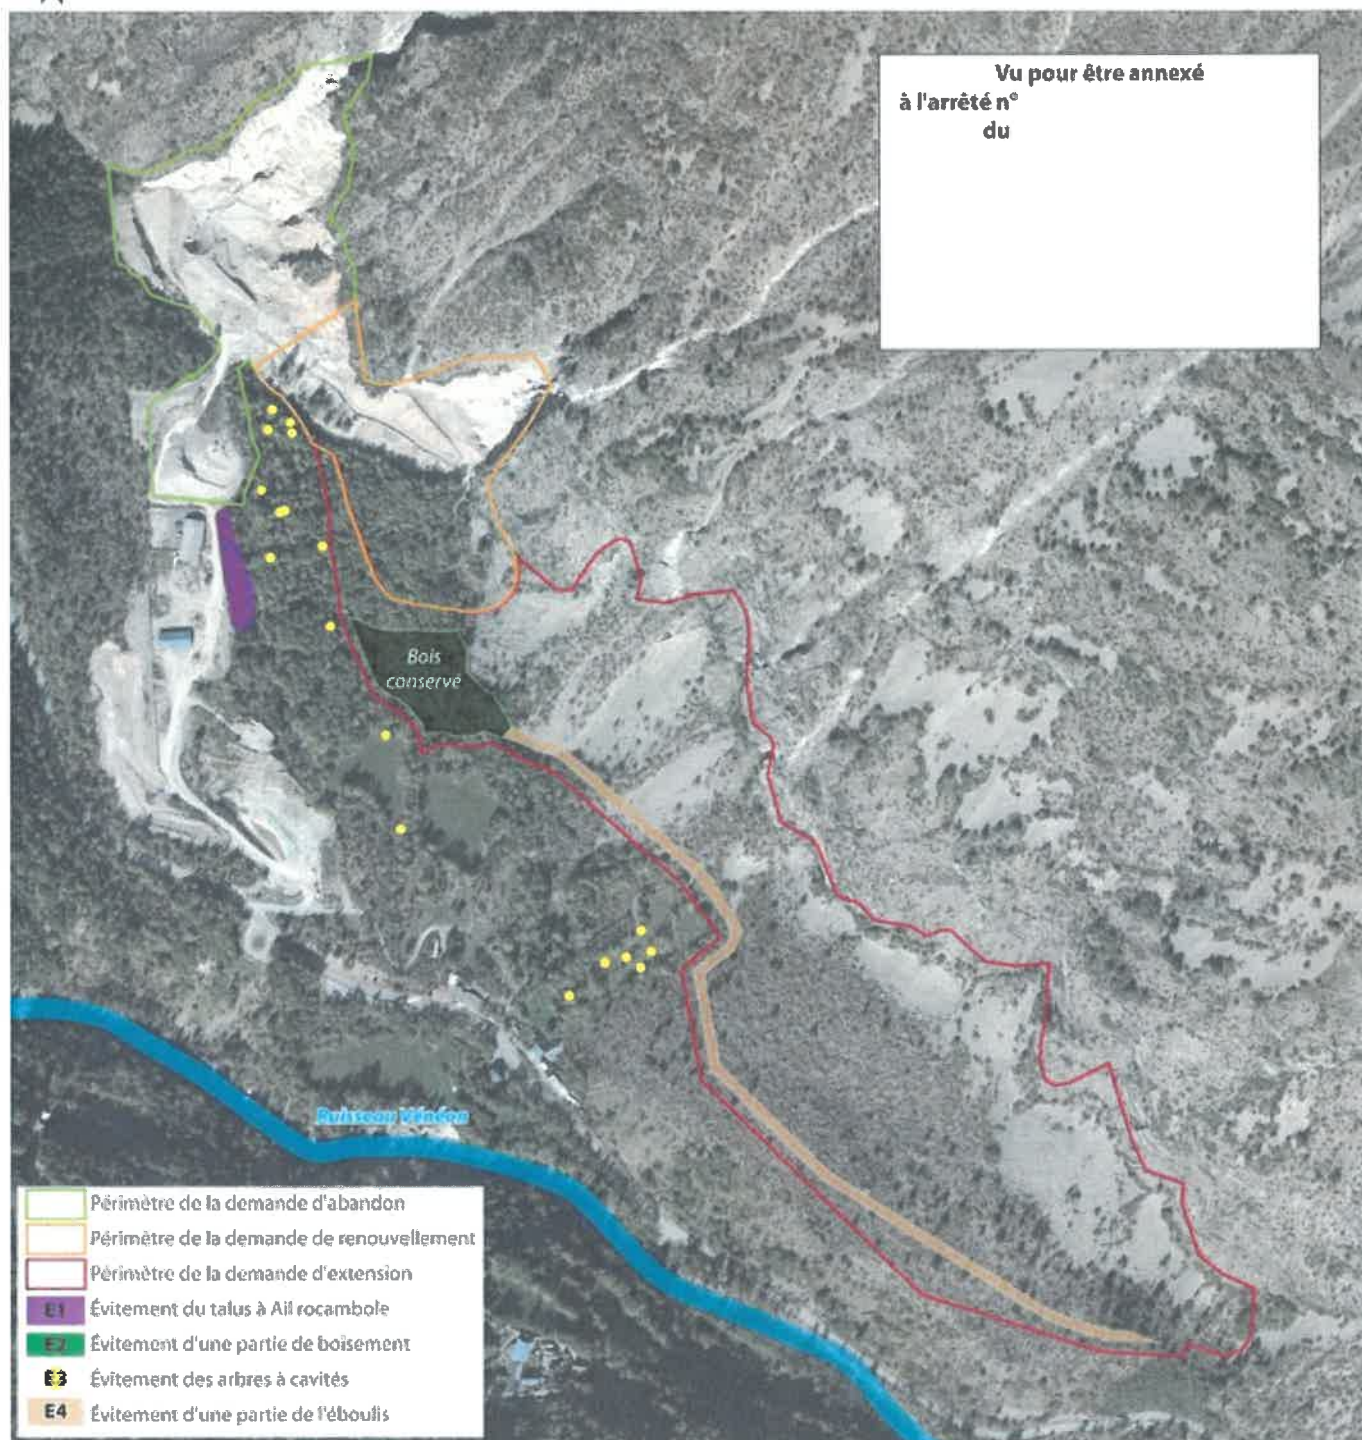 Vu pour être annexé
à l'arrêté n°
du
Bois
conservé
Ruisseau Vénéon
Périmètre de la demande d'abandon
Périmètre de la demande de renouvellement
Périmètre de la demande d'extension
E1 Évitement du talus à Ail rocambole
E2 Évitement d'une partie de boisement
E3 Évitement des arbres à cavités
E4 Évitement d'une partie de l'éboulis